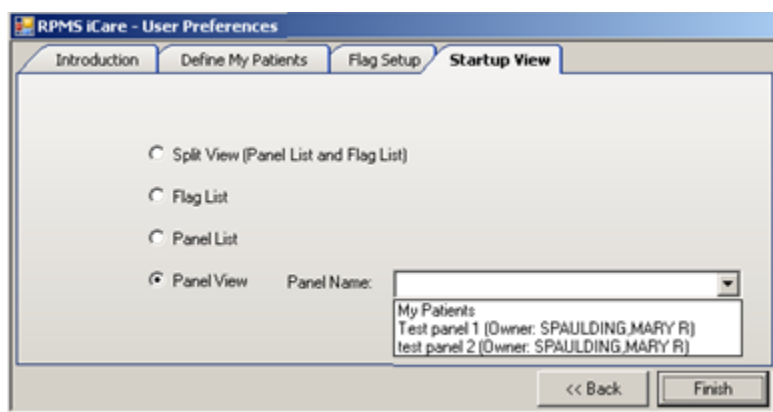 RPMS iCare - User Preferences
Introduction Define My Patients Flag Setup Startup View
Split View (Panel List and Flag List)
Flag List
Panel List
Panel View Panel Name:
My Patients
Test panel 1 (Owner: SPAULDING,MARY R)
test panel 2 (Owner: SPAULDING,MARY R)
<< Back Finish